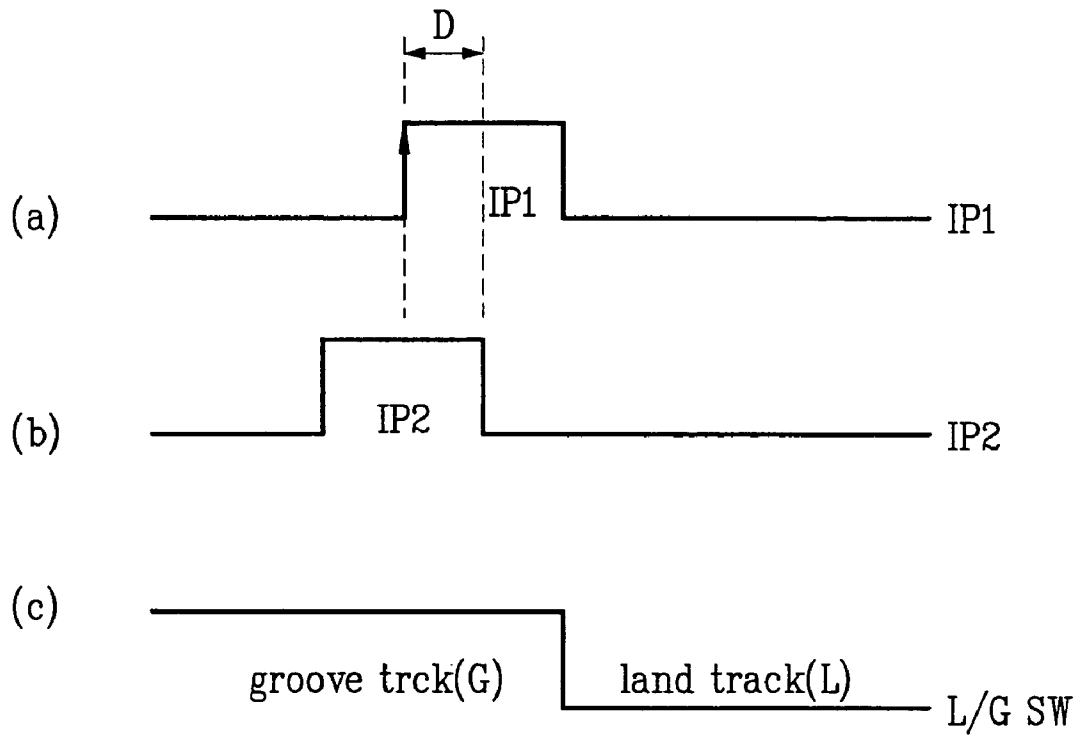 D
(a)
IP1
IP1
(b)
IP2
IP2
(c)
groove trck(G)
land track(L)
L/G SW